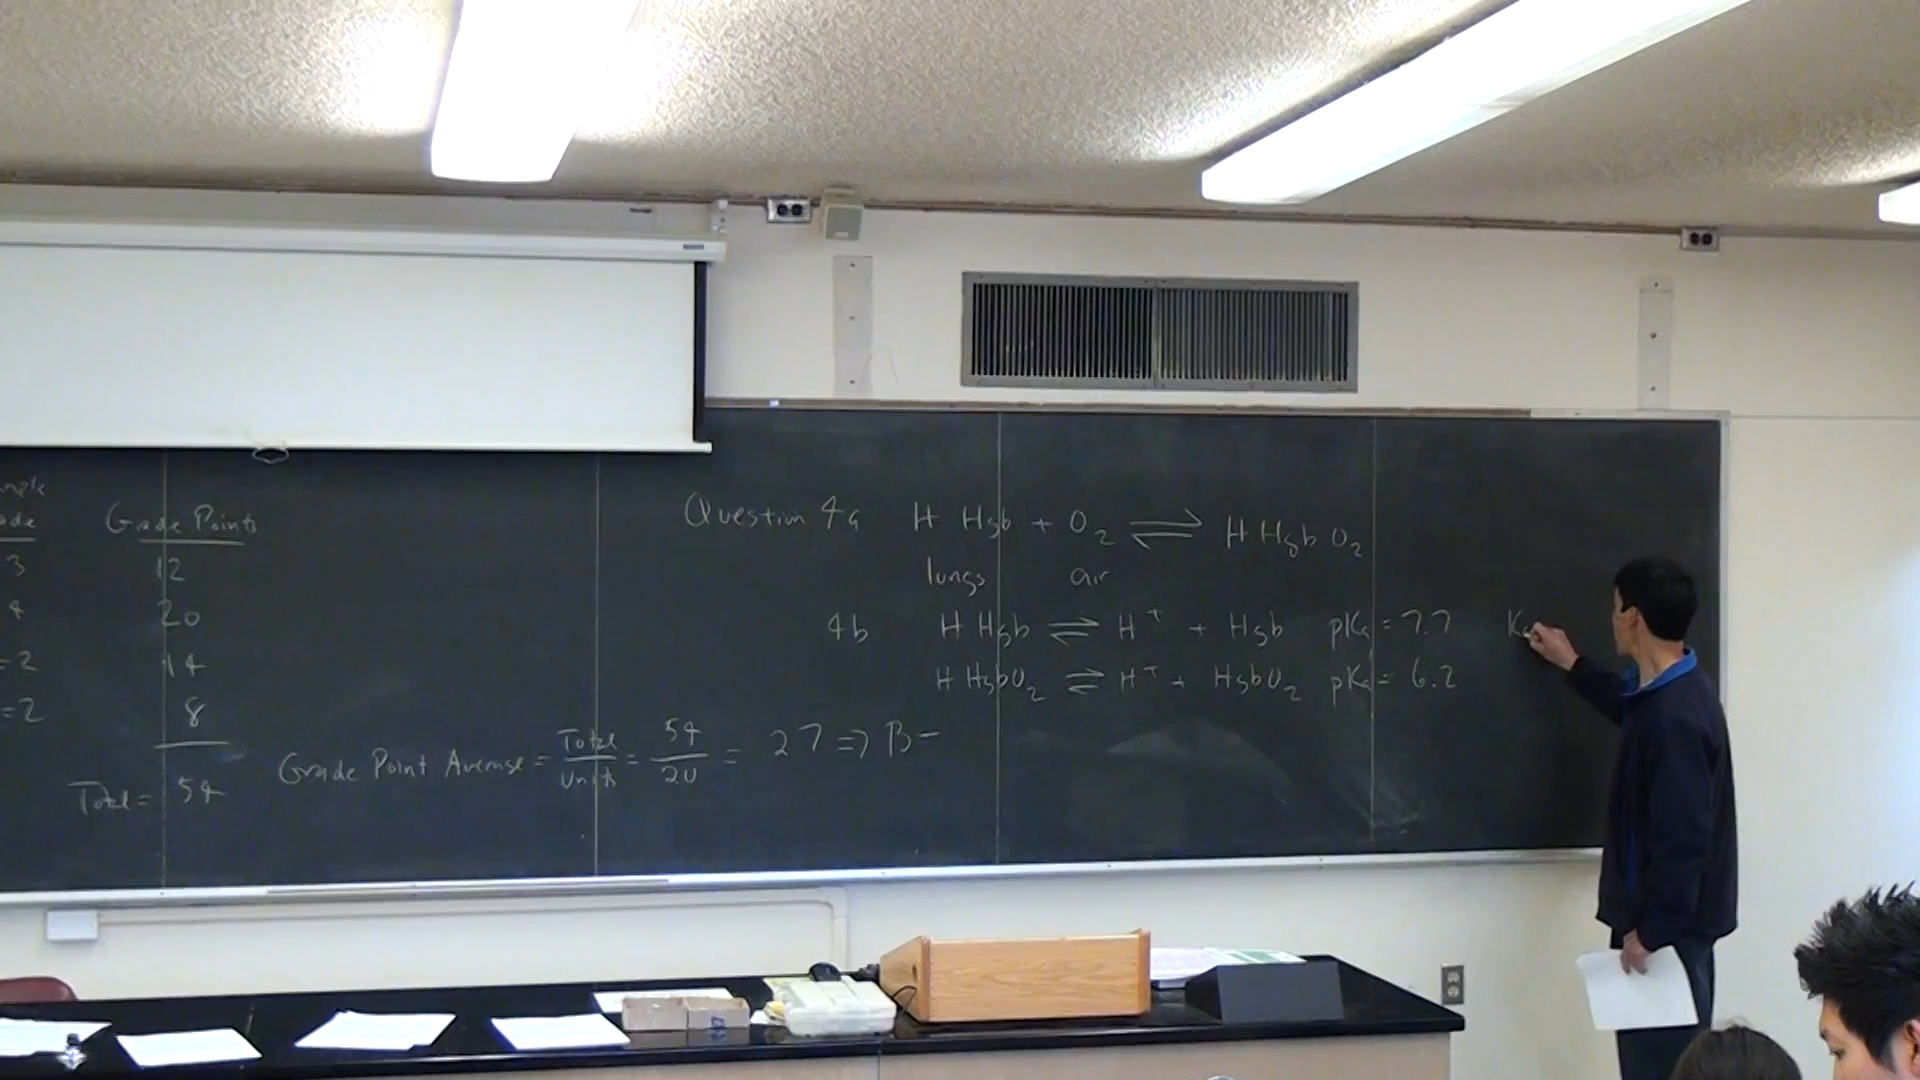 Grade Points
3 12
4 20
=2 14
=2 8
Total = 54
Grade Point Average = Total / Units = 54 / 20 = 2.7 => B-
Question 4a H Hgb + O2 ⇌ H Hgb O2
lungs air
4b H Hgb ⇌ H+ + Hgb pKa = 7.7 Ka
H HgbO2 ⇌ H+ + HgbO2 pKa = 6.2